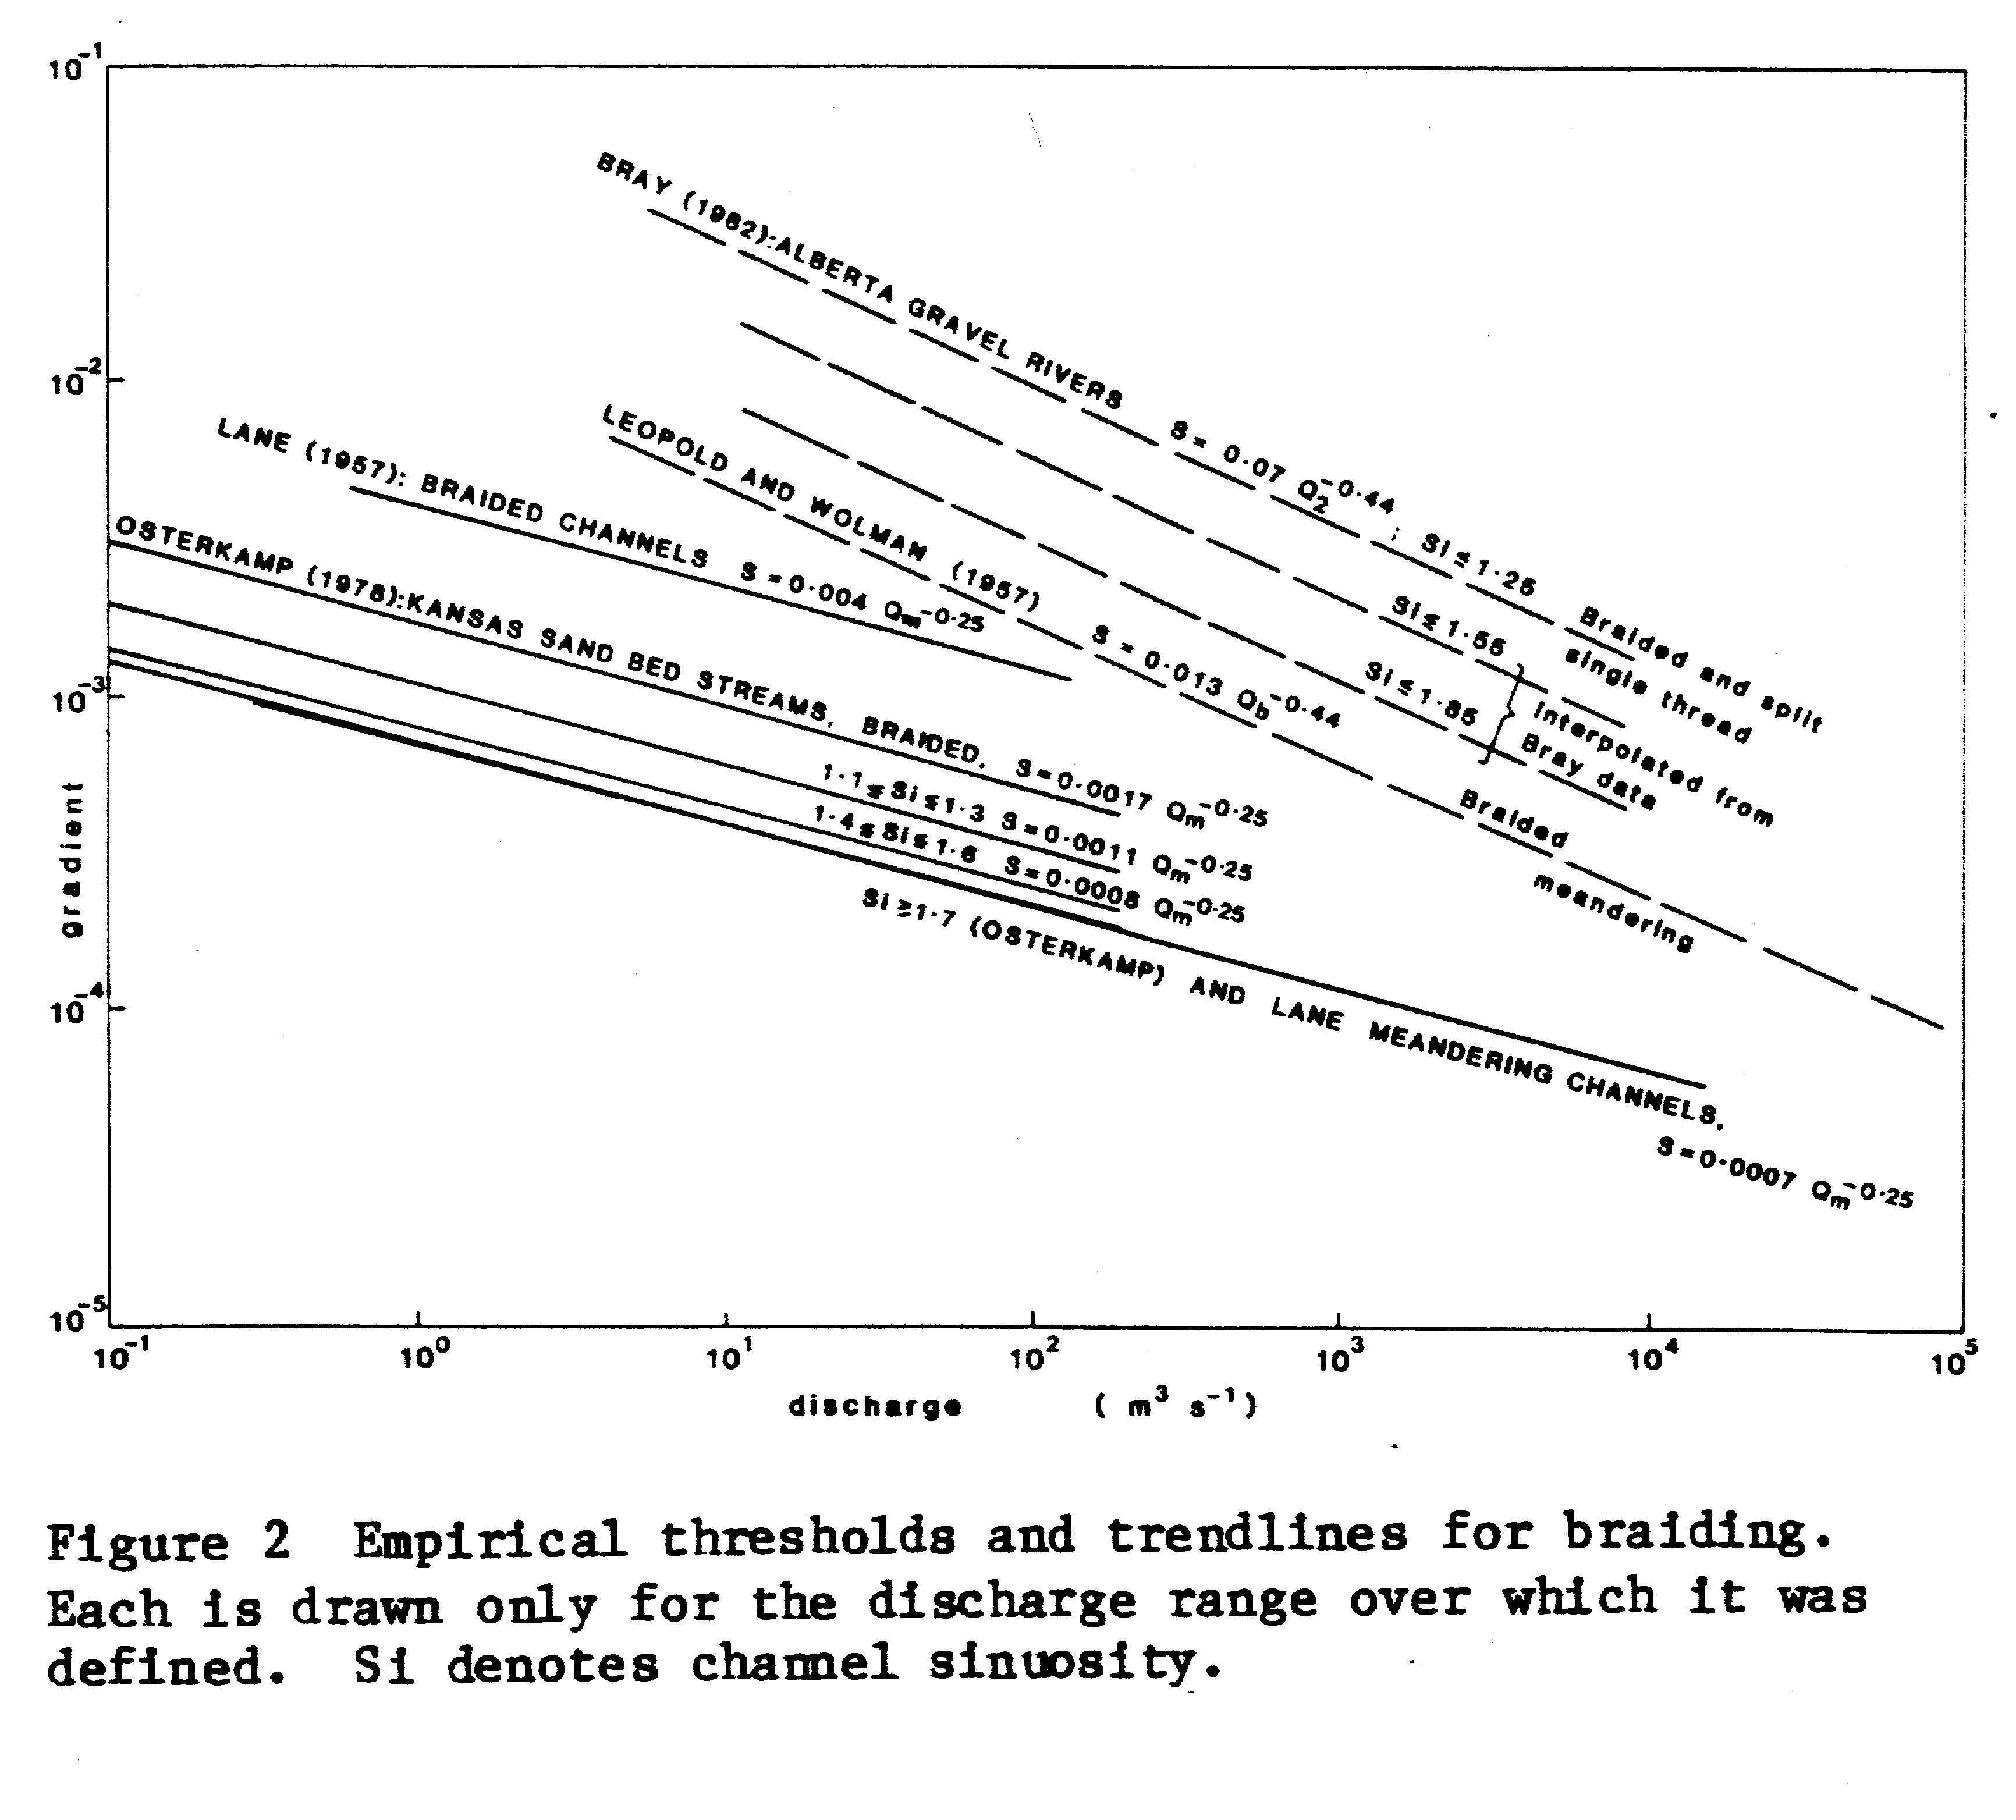 10⁻¹
10⁻²
10⁻³
10⁻⁴
10⁻⁵
gradient
BRAY (1982):ALBERTA GRAVEL RIVERS S= 0·07 Q₂⁻⁰·⁴⁴ ; Si≤1·25
Braided and split
single thread
Si≤1·55
Si≤1·85
Interpolated from
Bray data
LEOPOLD AND WOLMAN (1957) S = 0·013 Q_b⁻⁰·⁴⁴
Braided
meandering
LANE (1957): BRAIDED CHANNELS S=0·004 Qₘ⁻⁰·²⁵
OSTERKAMP (1978):KANSAS SAND BED STREAMS, BRAIDED, S=0·0017 Qₘ⁻⁰·²⁵
1·1≤Si≤1·3 S=0·0011 Qₘ⁻⁰·²⁵
1·4≤Si≤1·6 S=0·0008 Qₘ⁻⁰·²⁵
Si≥1·7 (OSTERKAMP) AND LANE MEANDERING CHANNELS,
S=0·0007 Qₘ⁻⁰·²⁵
10⁻¹ 10⁰ 10¹ 10² 10³ 10⁴ 10⁵
discharge ( m³ s⁻¹)
Figure 2 Empirical thresholds and trendlines for braiding.
Each is drawn only for the discharge range over which it was
defined. Si denotes channel sinuosity.